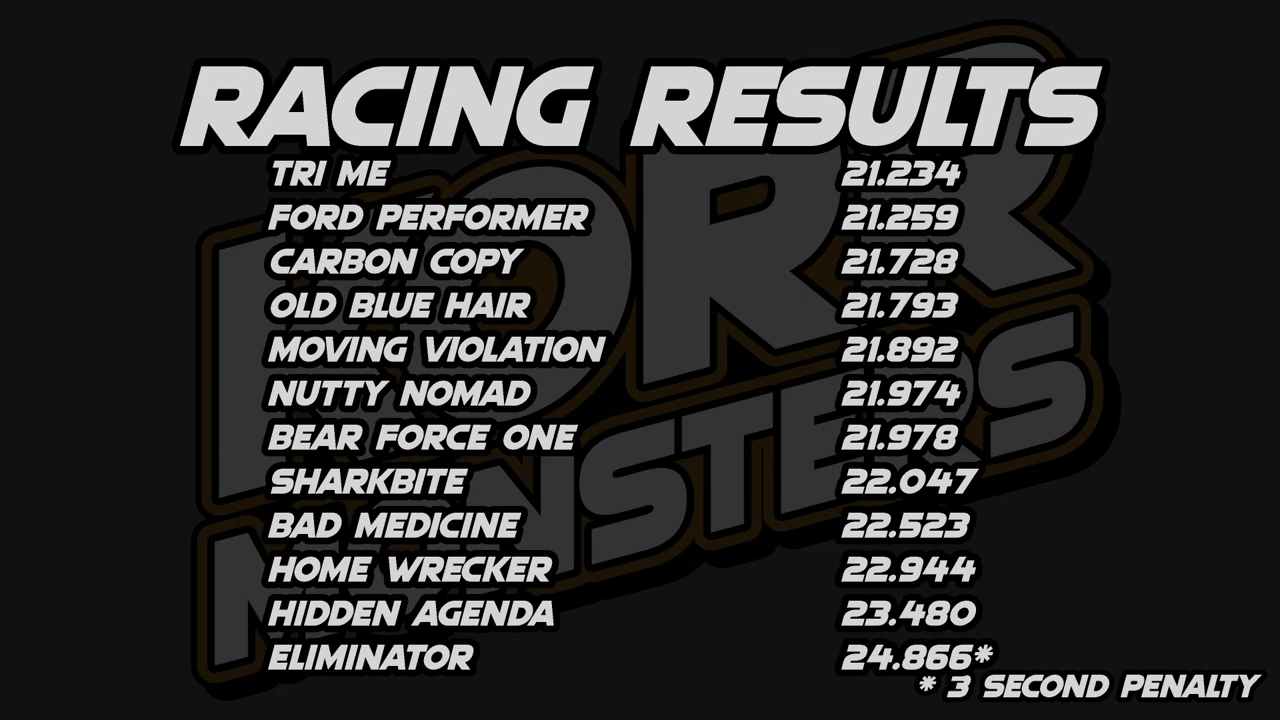 RACING RESULTS
TRI ME 21.234
FORD PERFORMER 21.259
CARBON COPY 21.728
OLD BLUE HAIR 21.793
MOVING VIOLATION 21.892
NUTTY NOMAD 21.974
BEAR FORCE ONE 21.978
SHARKBITE 22.047
BAD MEDICINE 22.523
HOME WRECKER 22.944
HIDDEN AGENDA 23.480
ELIMINATOR 24.866*
* 3 SECOND PENALTY
MONSTERS